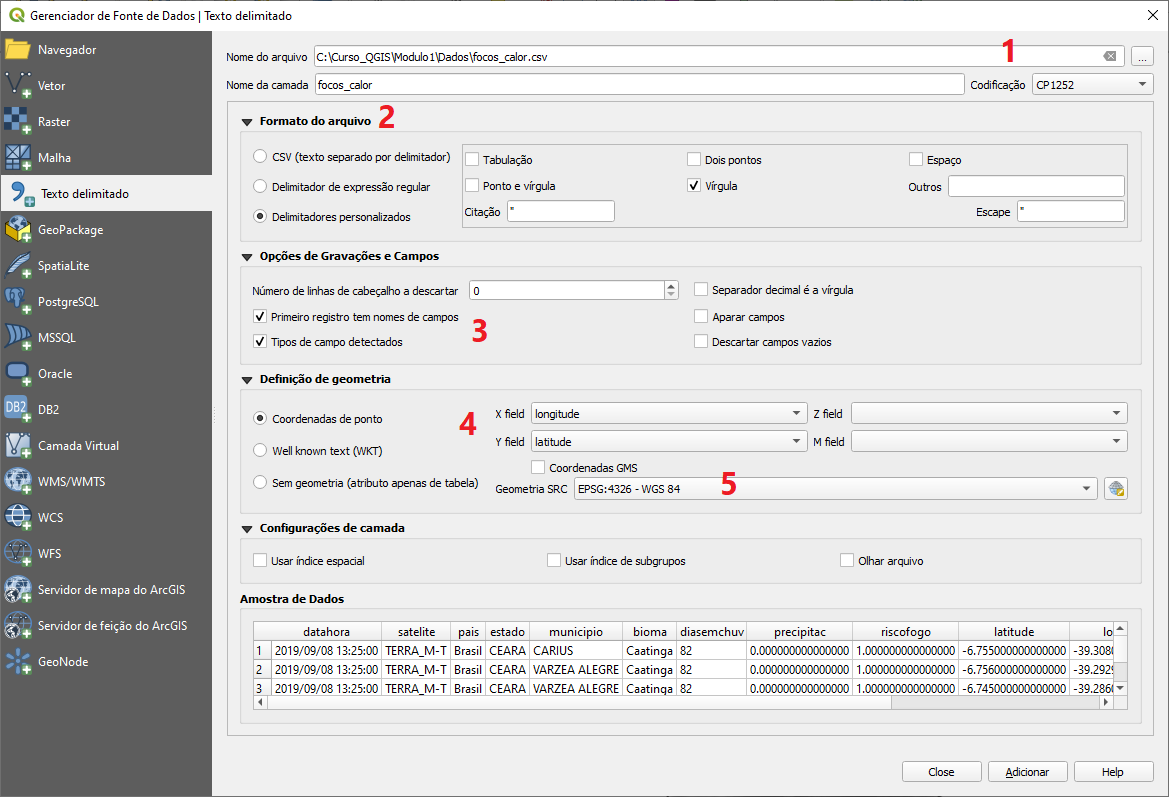 Gerenciador de Fonte de Dados | Texto delimitado
Navegador
Vetor
Raster
Malha
Texto delimitado
GeoPackage
SpatiaLite
PostgreSQL
MSSQL
Oracle
DB2 DB2
Camada Virtual
WMS/WMTS
WCS
WFS
Servidor de mapa do ArcGIS
Servidor de feição do ArcGIS
GeoNode
1
Nome do arquivo C:\Curso_QGIS\Modulo1\Dados\focos_calor.csv ...
Nome da camada focos_calor Codificação CP1252
Formato do arquivo 2
CSV (texto separado por delimitador) Tabulação Dois pontos Espaço
Delimitador de expressão regular Ponto e vírgula Vírgula Outros
Delimitadores personalizados Citação " Escape "
Opções de Gravações e Campos
Número de linhas de cabeçalho a descartar 0 Separador decimal é a vírgula
Primeiro registro tem nomes de campos 3 Aparar campos
Tipos de campo detectados Descartar campos vazios
Definição de geometria
Coordenadas de ponto 4 X field longitude Z field
Well known text (WKT) Y field latitude M field
Coordenadas GMS
Sem geometria (atributo apenas de tabela) Geometria SRC EPSG:4326 - WGS 84 5
Configurações de camada
Usar índice espacial Usar índice de subgrupos Olhar arquivo
Amostra de Dados
datahora satelite pais estado municipio bioma diasemchuv precipitac riscofogo latitude lo
1 2019/09/08 13:25:00 TERRA_M-T Brasil CEARA CARIUS Caatinga 82 0.000000000000000 1.000000000000000 -6.755000000000000 -39.3080
2 2019/09/08 13:25:00 TERRA_M-T Brasil CEARA VARZEA ALEGRE Caatinga 82 0.000000000000000 1.000000000000000 -6.746000000000000 -39.2929
3 2019/09/08 13:25:00 TERRA_M-T Brasil CEARA VARZEA ALEGRE Caatinga 82 0.000000000000000 1.000000000000000 -6.745000000000000 -39.2860
Close Adicionar Help